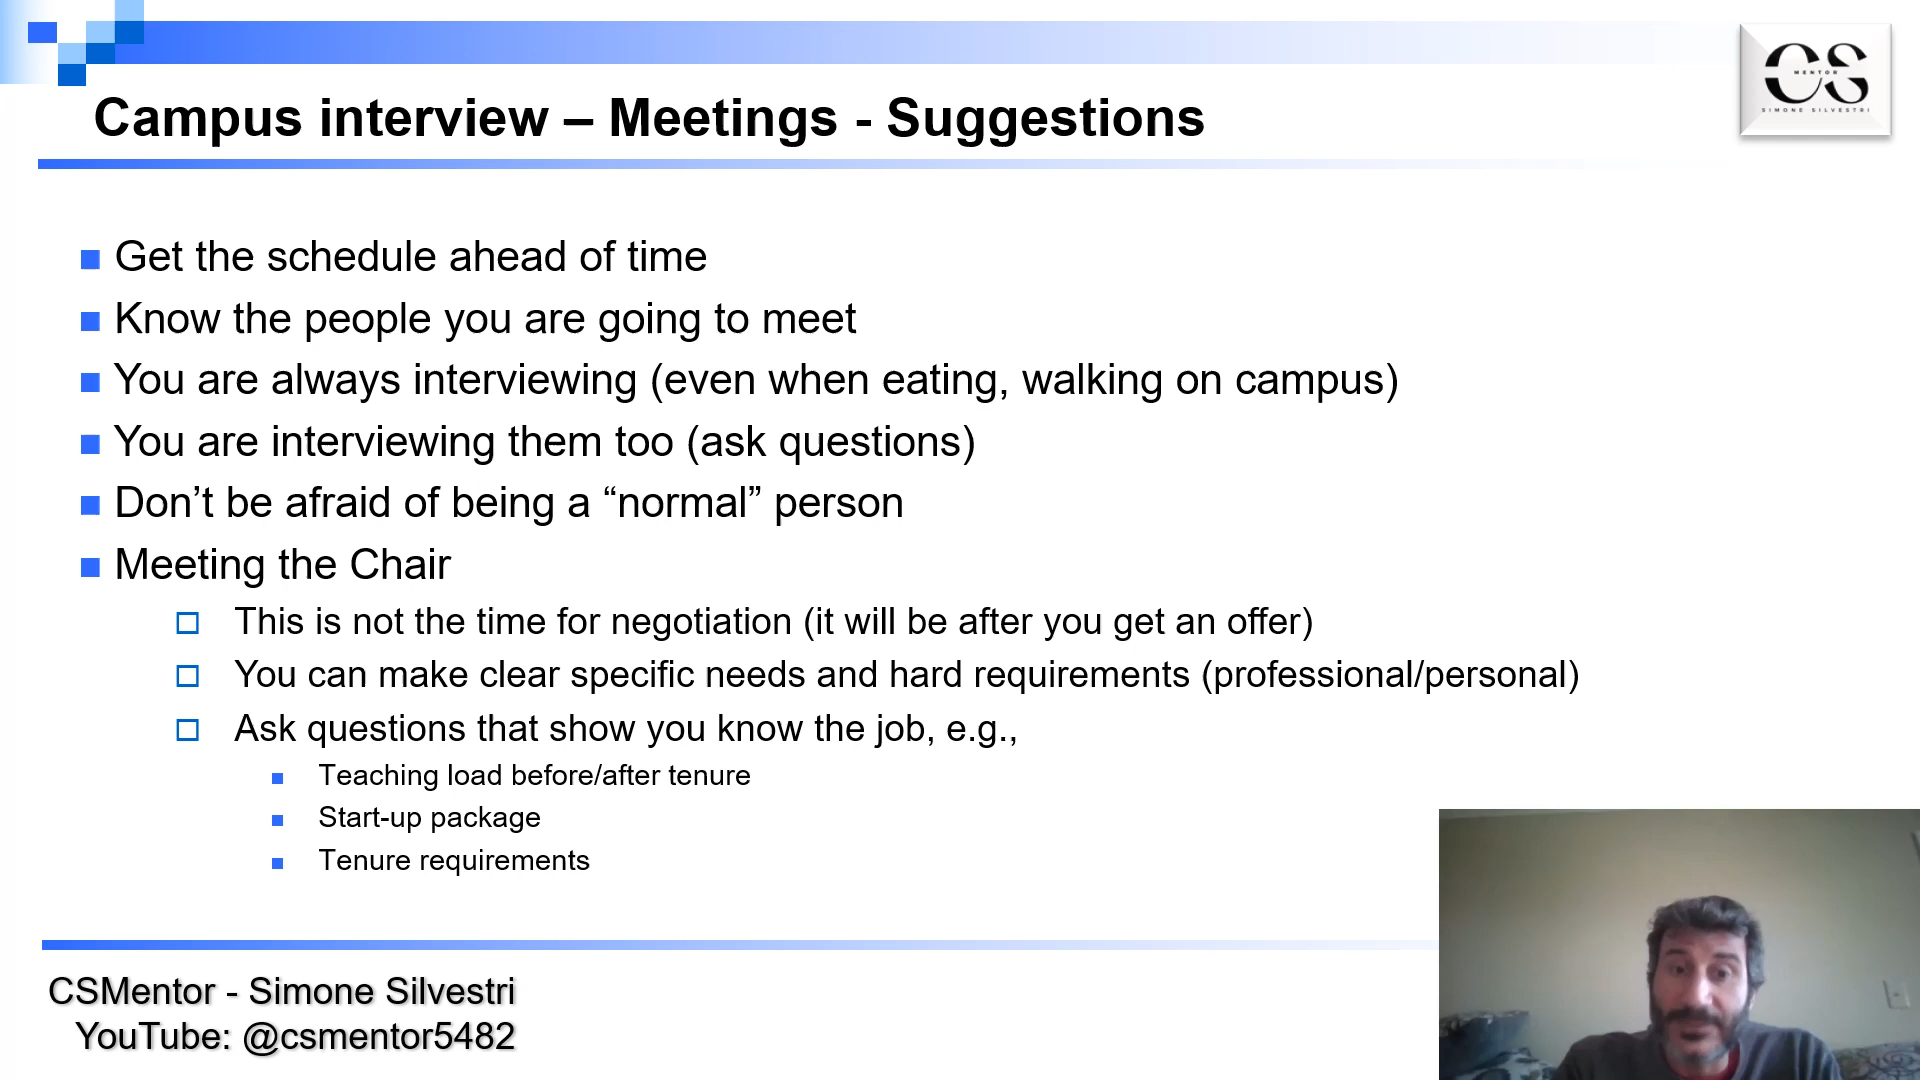 CS
MENTOR
SIMONE SILVESTRI
Campus interview – Meetings - Suggestions
Get the schedule ahead of time
Know the people you are going to meet
You are always interviewing (even when eating, walking on campus)
You are interviewing them too (ask questions)
Don’t be afraid of being a “normal” person
Meeting the Chair
This is not the time for negotiation (it will be after you get an offer)
You can make clear specific needs and hard requirements (professional/personal)
Ask questions that show you know the job, e.g.,
Teaching load before/after tenure
Start-up package
Tenure requirements
CSMentor - Simone Silvestri
YouTube: @csmentor5482